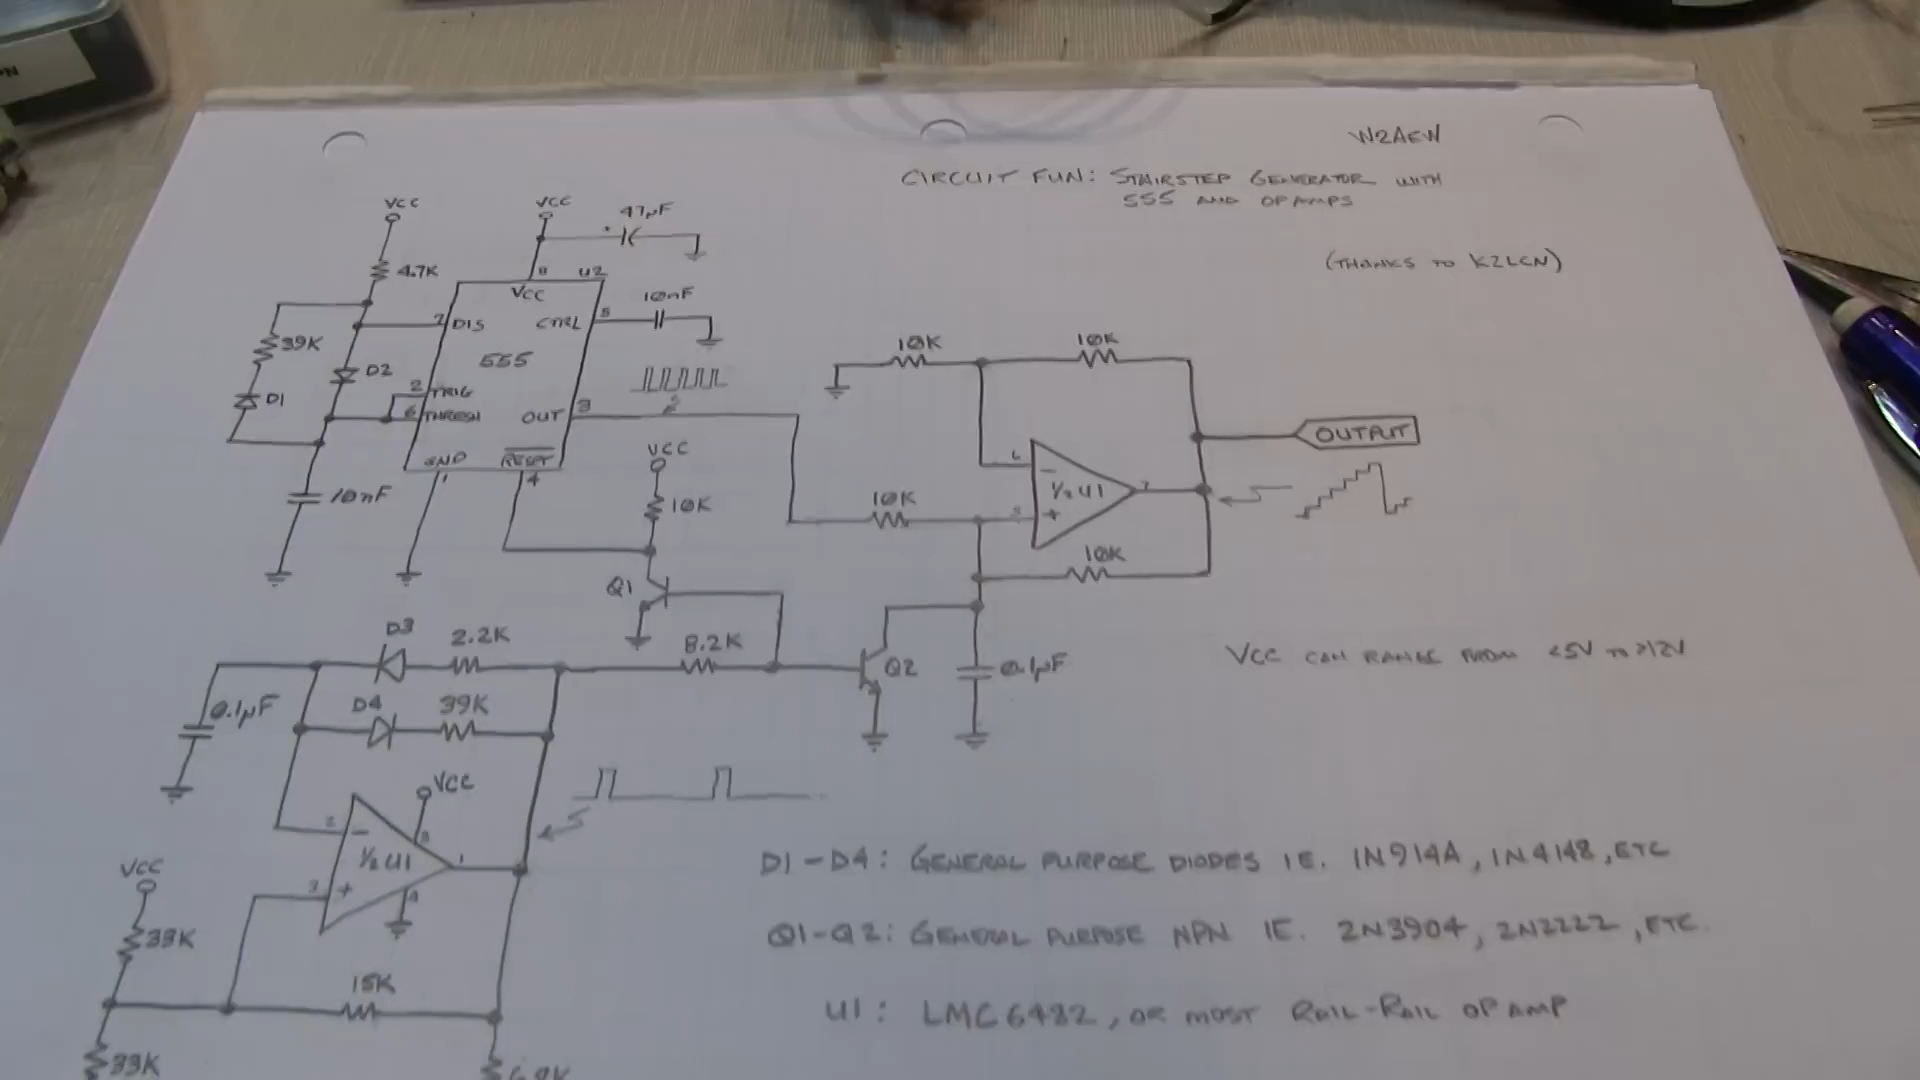 W2AEW
CIRCUIT FUN: STAIRSTEP GENERATOR WITH
555 AND OPAMPS
(THANKS TO K2LCN)
VCC
4.7K
39K
D1
D2
10nF
VCC
47µF
8
U2
VCC
7
DIS
CTRL
5
10nF
555
2
TRIG
6
THRESH
OUT
3
GND
1
RESET
4
VCC
10K
Q1
10K
10K
10K
6
-
1/2 U1
7
5
+
10K
OUTPUT
D3
2.2K
8.2K
Q2
0.1µF
0.1µF
D4
39K
VCC CAN RANGE FROM <5V TO >12V
VCC
8
2
-
1/2 U1
1
3
+
4
VCC
33K
15K
33K
D1-D4: GENERAL PURPOSE DIODES IE. 1N914A, 1N4148, ETC
Q1-Q2: GENERAL PURPOSE NPN IE. 2N3904, 2N2222, ETC.
U1: LMC6482, OR MOST RAIL-RAIL OPAMP